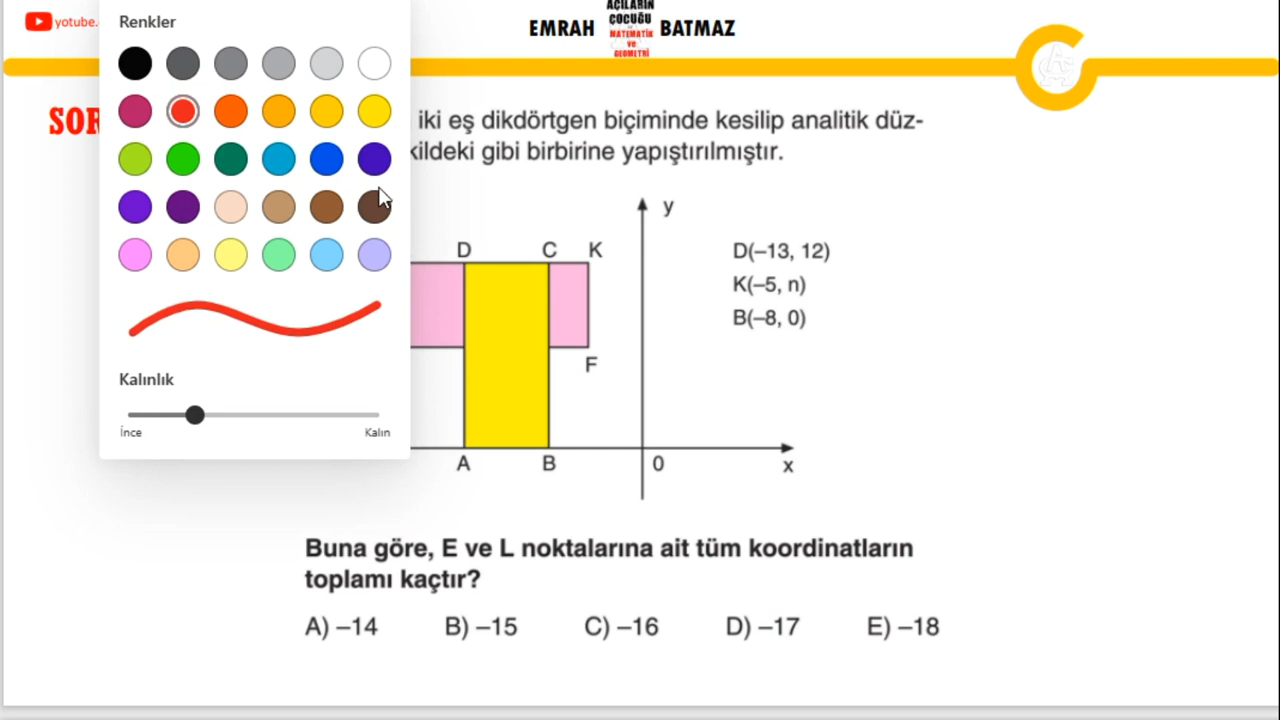 Renkler
yotube.
EMRAH
AÇILARIN
ÇOCUĞU
MATEMATİK
ve
GEOMETRİ
BATMAZ
SOR
iki eş dikdörtgen biçiminde kesilip analitik düz-
kildeki gibi birbirine yapıştırılmıştır.
y
D C K
D(–13, 12)
K(–5, n)
B(–8, 0)
F
Kalınlık
İnce Kalın
A B 0 x
Buna göre, E ve L noktalarına ait tüm koordinatların
toplamı kaçtır?
A) –14 B) –15 C) –16 D) –17 E) –18